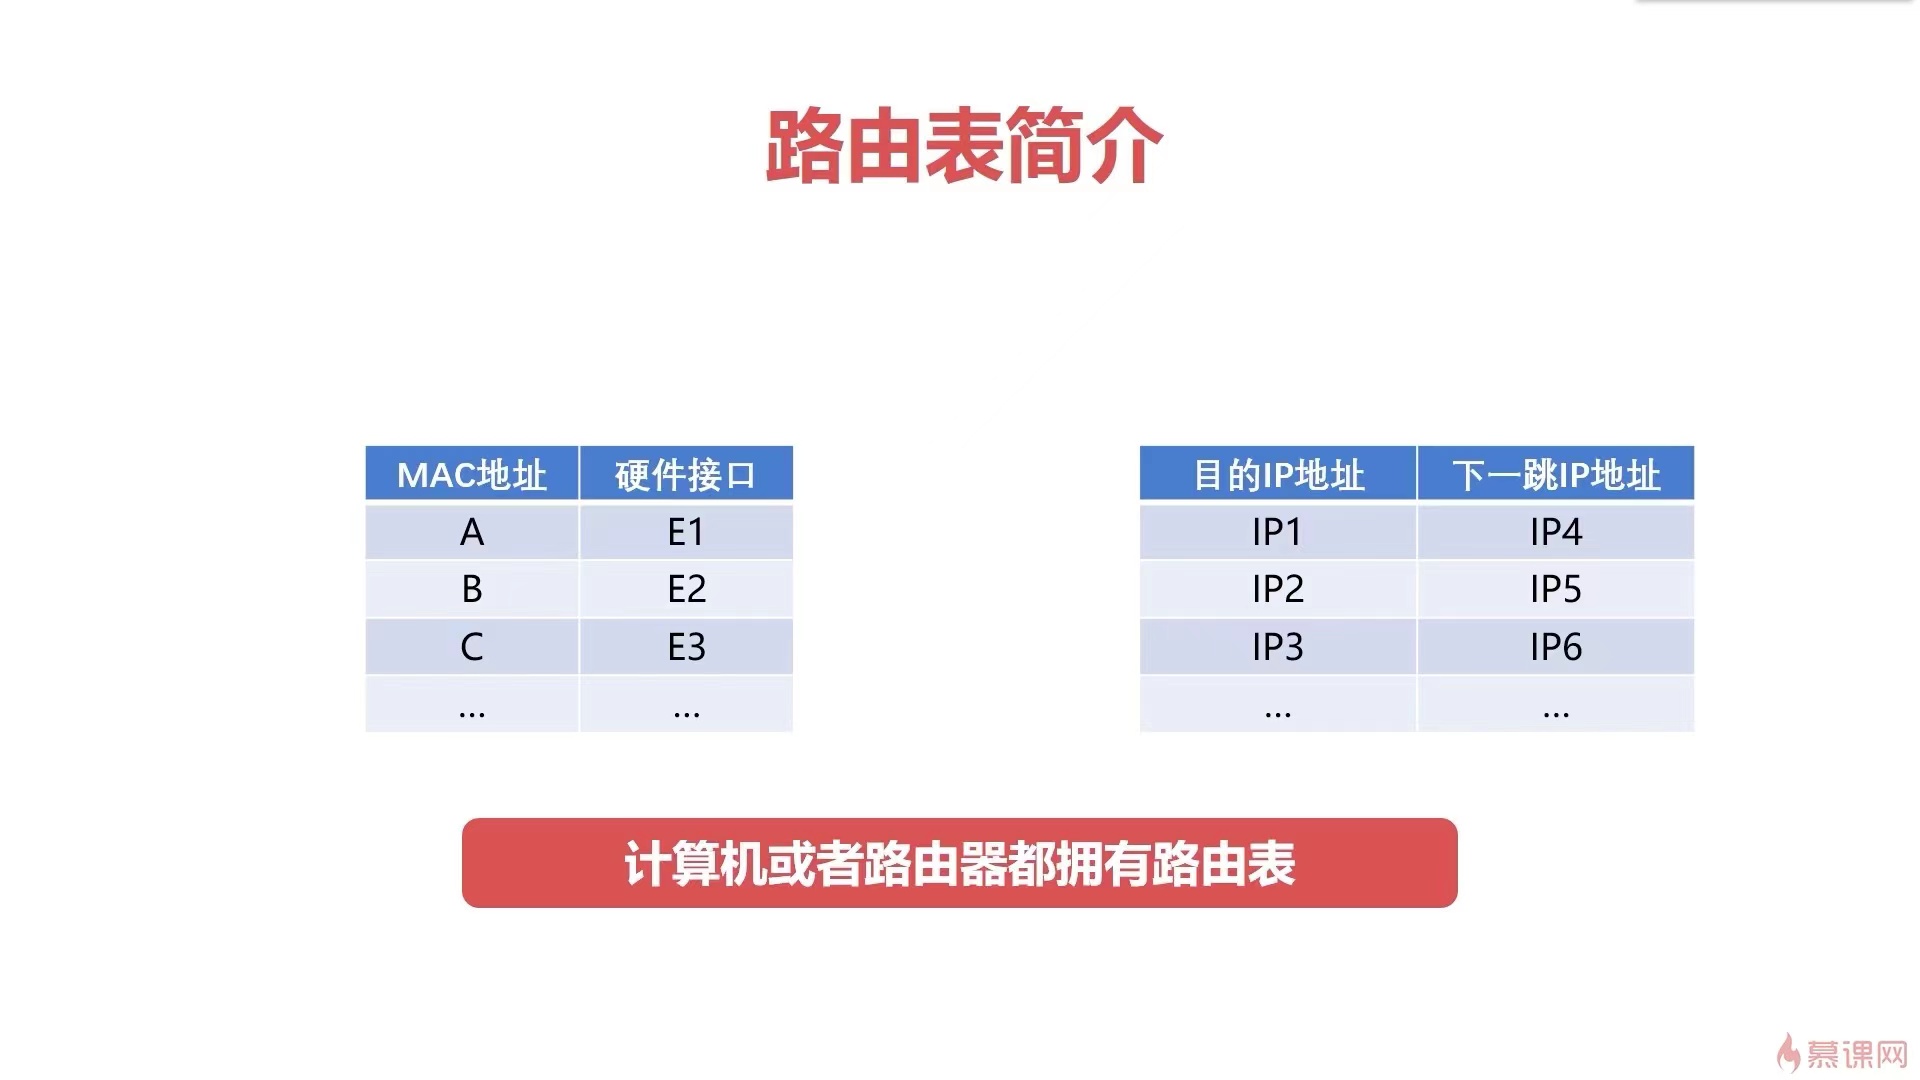 路由表简介
MAC地址 硬件接口
A E1
B E2
C E3
... ...
目的IP地址 下一跳IP地址
IP1 IP4
IP2 IP5
IP3 IP6
... ...
计算机或者路由器都拥有路由表
慕课网